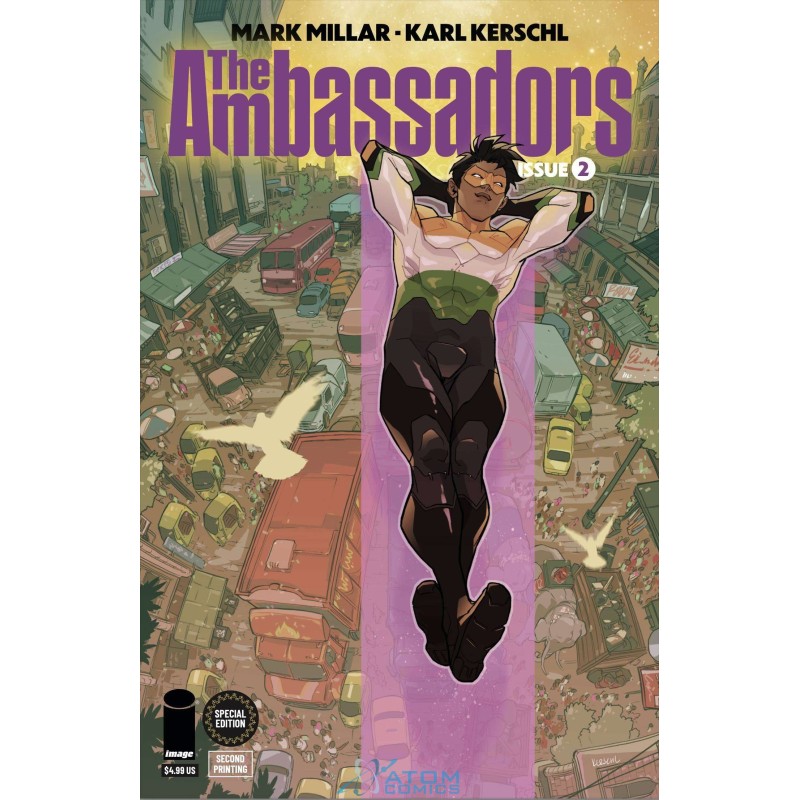 MARK MILLAR - KARL KERSCHL
The
Ambassadors
ISSUE 2
SPECIAL
EDITION
image
$4.99 US
SECOND
PRINTING
KERSCHL
ATOM
COMICS